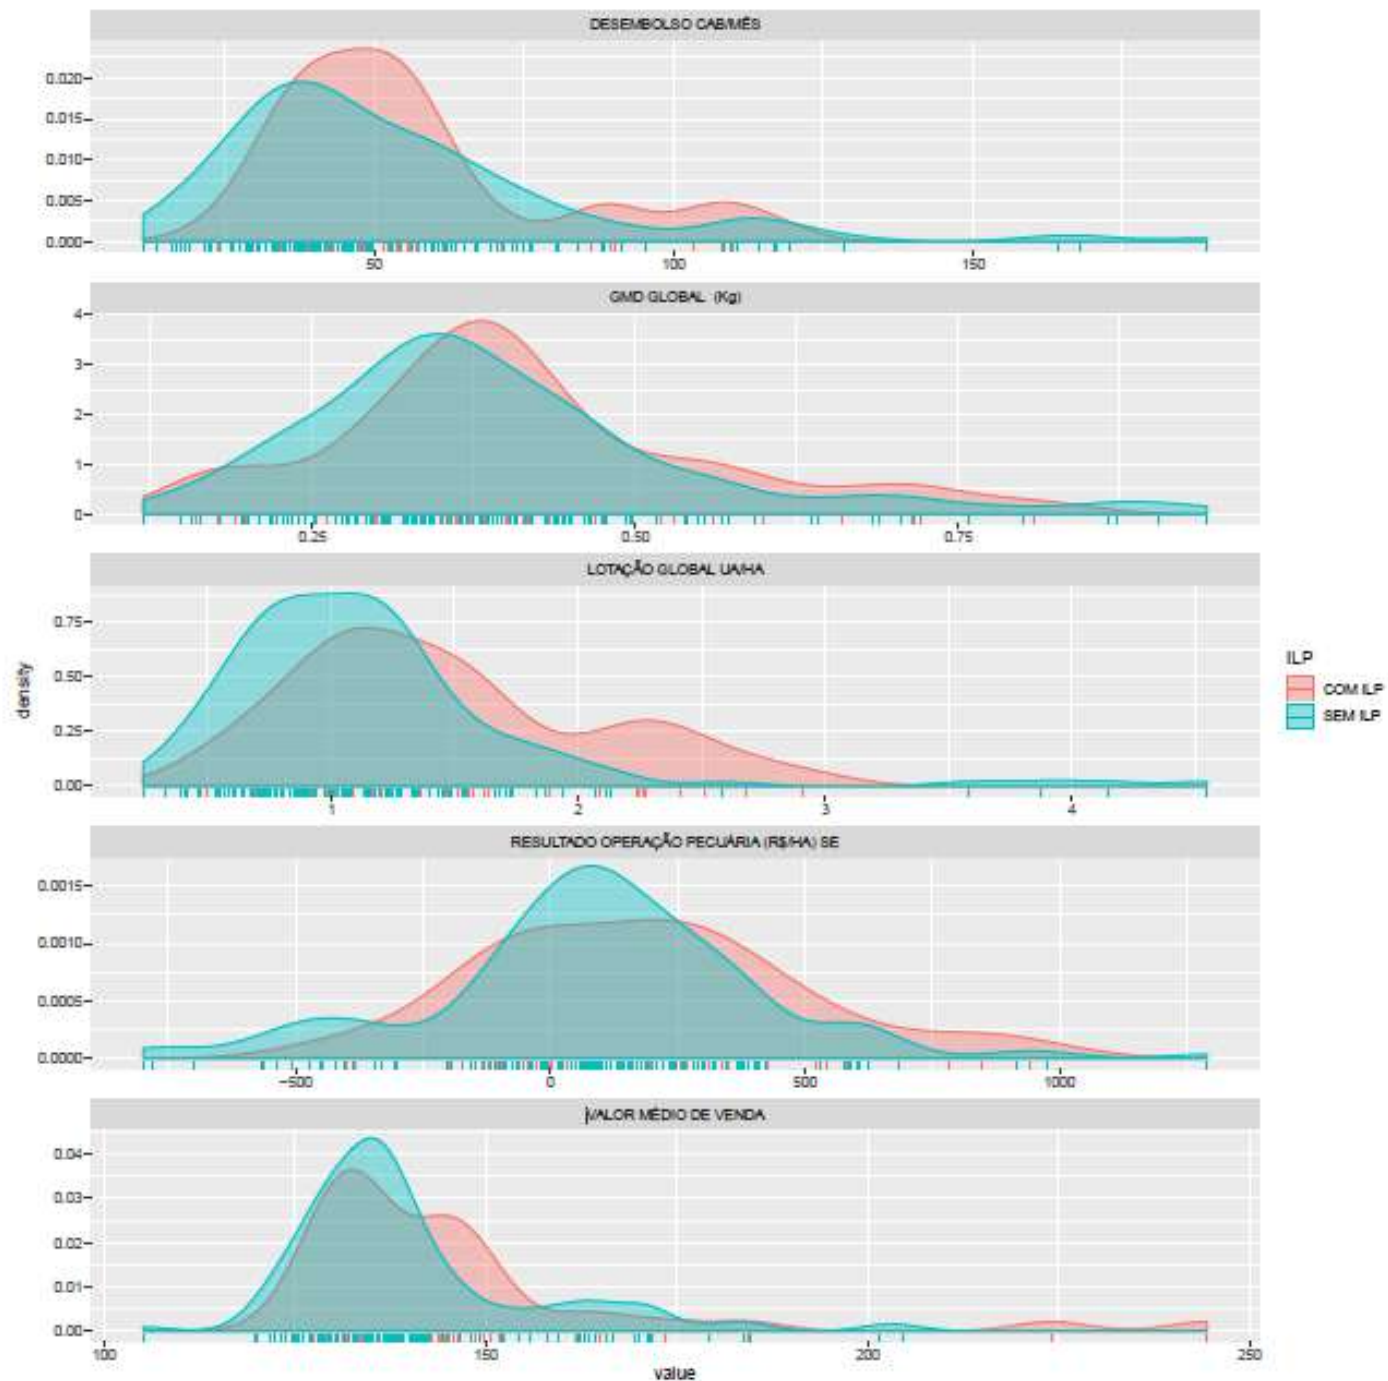 DESEMBOLSO CAB/MÊS
0.020
0.015
0.010
0.005
0.000
50 100 150
GMD GLOBAL (Kg)
4
3
2
1
0
0.25 0.50 0.75
LOTAÇÃO GLOBAL UA/HA
0.75
0.50
0.25
0.00
1 2 3 4
density
ILP
COM ILP
SEM ILP
RESULTADO OPERAÇÃO PECUÁRIA (R$/HA) SE
0.0015
0.0010
0.0005
0.0000
−500 0 500 1000
VALOR MÉDIO DE VENDA
0.04
0.03
0.02
0.01
0.00
100 150 200 250
value